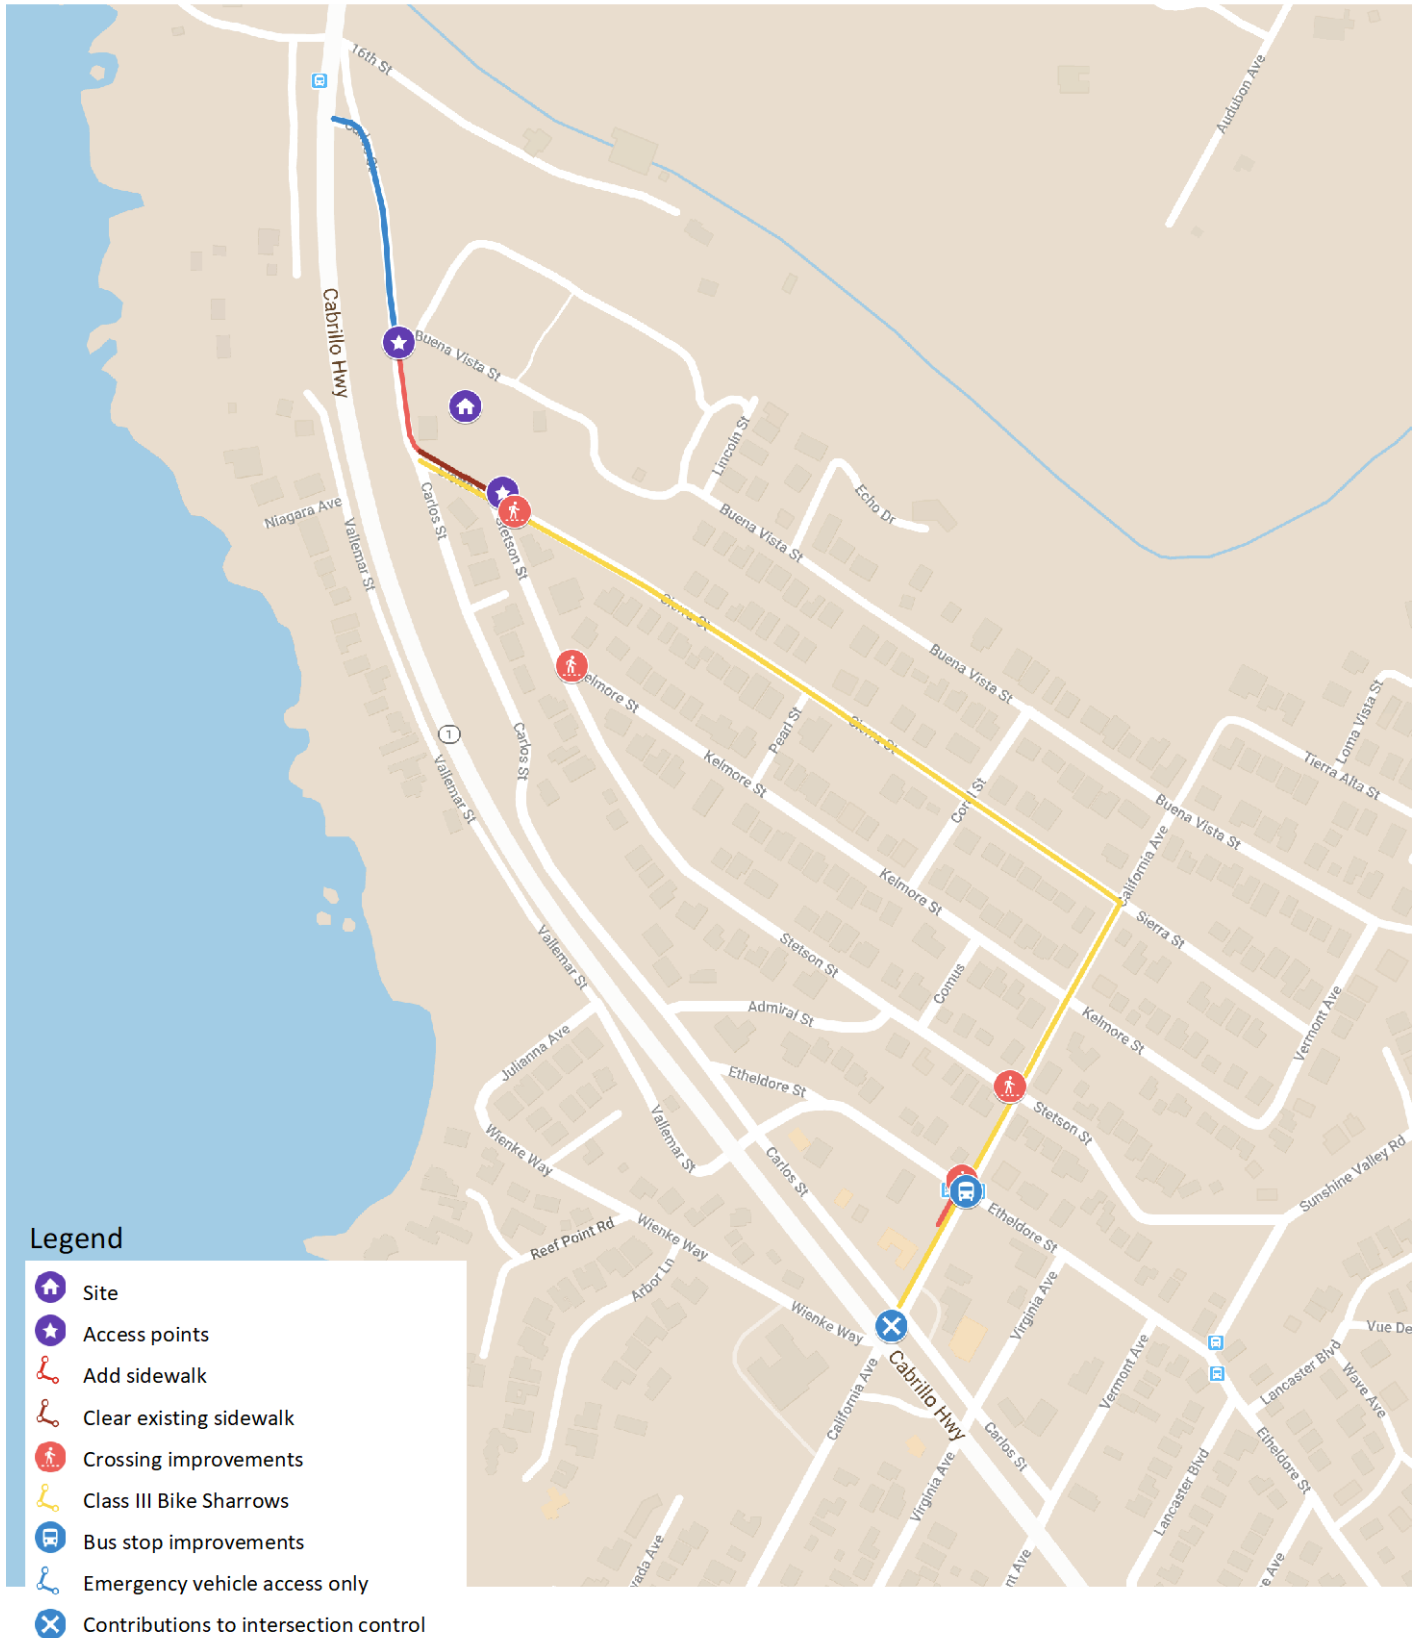 16th St
Audubon Ave
Cabrillo Hwy
Buena Vista St
Lincoln St
Echo Dr
Niagara Ave
Vallemar St
Carlos St
Stetson St
Buena Vista St
Sierra St
Buena Vista St
elmore St
Pearl St
Sierra St
Loma Vista St
Tierra Alta St
1
Carlos St
Kelmore St
Vallemar St
Coral St
Buena Vista St
California Ave
Kelmore St
Sierra St
Vallemar St
Stetson St
Comus
Admiral St
Kelmore St
Vermont Ave
Julianna Ave
Etheldore St
Stetson St
Vallemar St
Wienke Way
Carlos St
Sunshine Valley Rd
Etheldore St
Reef Point Rd
Wienke Way
Arbor Ln
Virginia Ave
Wienke Way
Vue De
Lancaster Blvd
Wave Ave
Vermont Ave
California Ave
Cabrillo Hwy
Carlos St
Etheldore St
Virginia Ave
Lancaster Blvd
vada Ave
nt Ave
e Ave
Legend
Site
Access points
Add sidewalk
Clear existing sidewalk
Crossing improvements
Class III Bike Sharrows
Bus stop improvements
Emergency vehicle access only
Contributions to intersection control